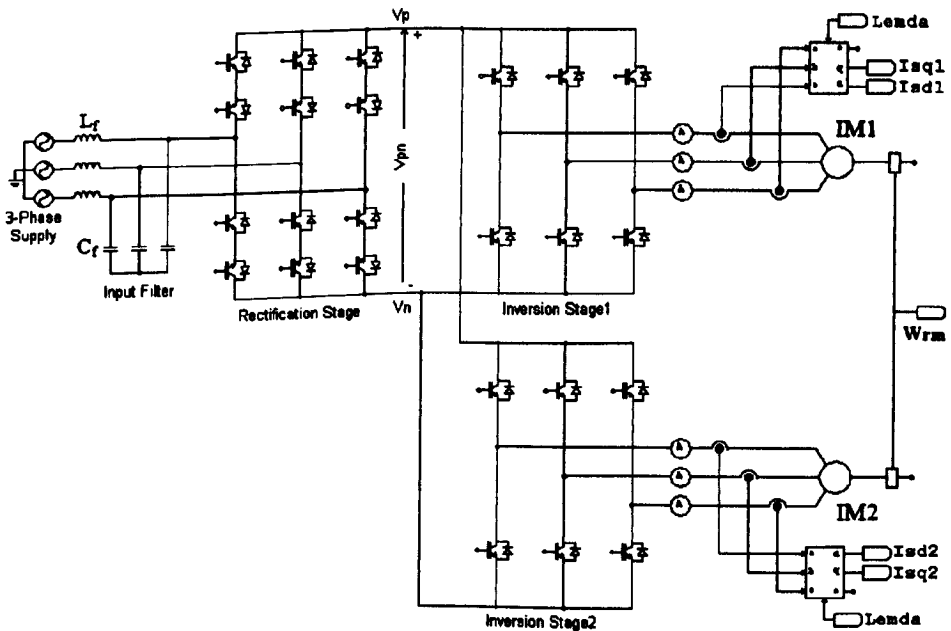 Vp
+
Lemda
Isq1
Isd1
Lf
IM1
Vpn
3-Phase
Supply
Cf
Input Filter
-
Vn
Rectification Stage
Inversion Stage1
Wrm
A
A
A
A
A
A
IM2
Isd2
Isq2
Lemda
Inversion Stage2